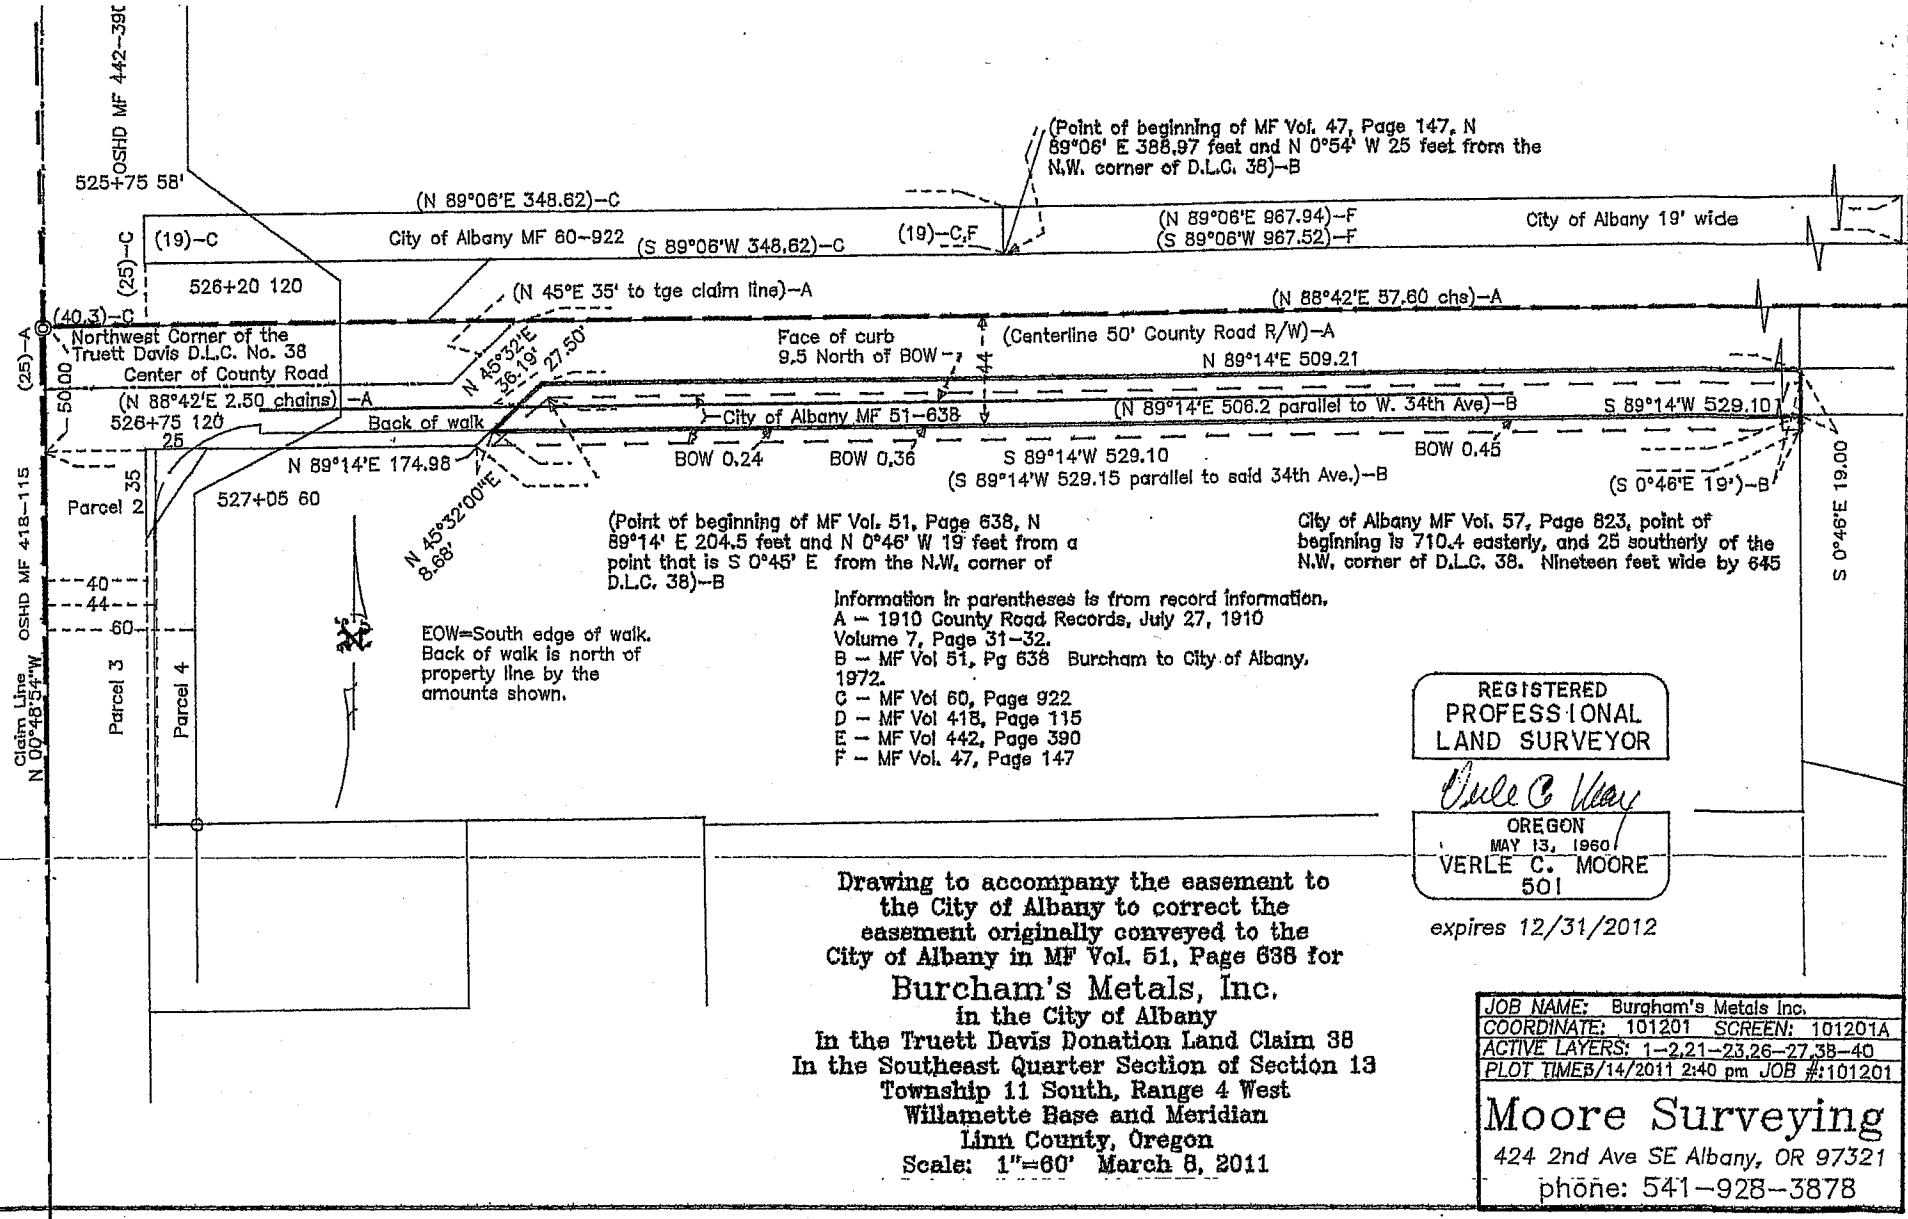 OSHD MF 442-390
525+75 58'
(Point of beginning of MF Vol. 47, Page 147, N
89°06' E 388.97 feet and N 0°54' W 25 feet from the
N.W. corner of D.L.C. 38)-B
(N 89°06'E 348.62)-C
(19)-C
City of Albany MF 60-922
(S 89°06'W 348.62)-C
(19)-C,F
(N 89°06'E 967.94)-F
(S 89°06'W 967.52)-F
City of Albany 19' wide
(25)-C
526+20 120
(N 45°E 35' to tge claim line)-A
(N 88°42'E 57.60 chs)-A
(40.3)-C
(25)-A
Northwest Corner of the
Truett Davis D.L.C. No. 38
Center of County Road
50.00
(N 88°42'E 2.50 chains)-A
526+75 120
25
Back of walk
N 45°32'E
36.19'
27.50'
Face of curb
9.5 North of BOW
44
(Centerline 50' County Road R/W)-A
N 89°14'E 509.21
City of Albany MF 51-638
(N 89°14'E 506.2 parallel to W. 34th Ave)-B
S 89°14'W 529.10
N 89°14'E 174.98
BOW 0.24
BOW 0.36
S 89°14'W 529.10
BOW 0.45
(S 89°14'W 529.15 parallel to said 34th Ave.)-B
(S 0°46'E 19')-B
S 0°46'E 19.00
35
Parcel 2
527+05 60
N 45°32'00"E
8.68'
(Point of beginning of MF Vol. 51, Page 638, N
89°14' E 204.5 feet and N 0°46' W 19 feet from a
point that is S 0°45' E from the N.W. corner of
D.L.C. 38)-B
City of Albany MF Vol. 57, Page 823, point of
beginning is 710.4 easterly, and 25 southerly of the
N.W. corner of D.L.C. 38. Nineteen feet wide by 645
OSHD MF 418-115
Claim Line
N 00°48'54"W
40
44
60
Parcel 3
Parcel 4
EOW=South edge of walk.
Back of walk is north of
property line by the
amounts shown.
Information in parentheses is from record information.
A - 1910 County Road Records, July 27, 1910
Volume 7, Page 31-32.
B - MF Vol 51, Pg 638 Burcham to City of Albany,
1972.
C - MF Vol 60, Page 922
D - MF Vol 418, Page 115
E - MF Vol 442, Page 390
F - MF Vol. 47, Page 147
REGISTERED
PROFESSIONAL
LAND SURVEYOR
OREGON
MAY 13, 1960
VERLE C. MOORE
501
expires 12/31/2012
Drawing to accompany the easement to
the City of Albany to correct the
easement originally conveyed to the
City of Albany in MF Vol. 51, Page 638 for
Burcham's Metals, Inc.
in the City of Albany
In the Truett Davis Donation Land Claim 38
In the Southeast Quarter Section of Section 13
Township 11 South, Range 4 West
Willamette Base and Meridian
Linn County, Oregon
Scale: 1"=60' March 8, 2011
JOB NAME: Burgham's Metals Inc.
COORDINATE: 101201 SCREEN: 101201A
ACTIVE LAYERS: 1-2,21-23,26-27,38-40
PLOT TIME /14/2011 2:40 pm JOB #:101201
Moore Surveying
424 2nd Ave SE Albany, OR 97321
phone: 541-928-3878